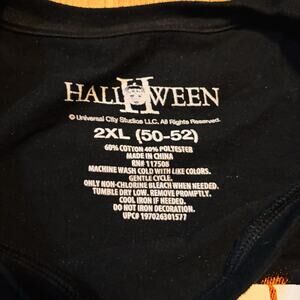 HALLOWEEN
II
© Universal City Studios LLC. All Rights Reserved.
2XL (50-52)
60% COTTON 40% POLYESTER
MADE IN CHINA
RN# 117508
MACHINE WASH COLD WITH LIKE COLORS.
GENTLE CYCLE.
ONLY NON-CHLORINE BLEACH WHEN NEEDED.
TUMBLE DRY LOW. REMOVE PROMPTLY.
COOL IRON IF NEEDED.
DO NOT IRON DECORATION.
UPC# 197026301577